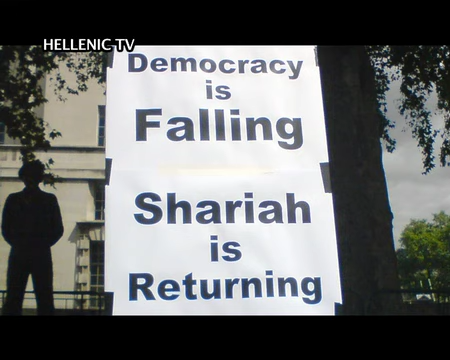 HELLENIC TV
Democracy
is
Falling
Shariah
is
Returning